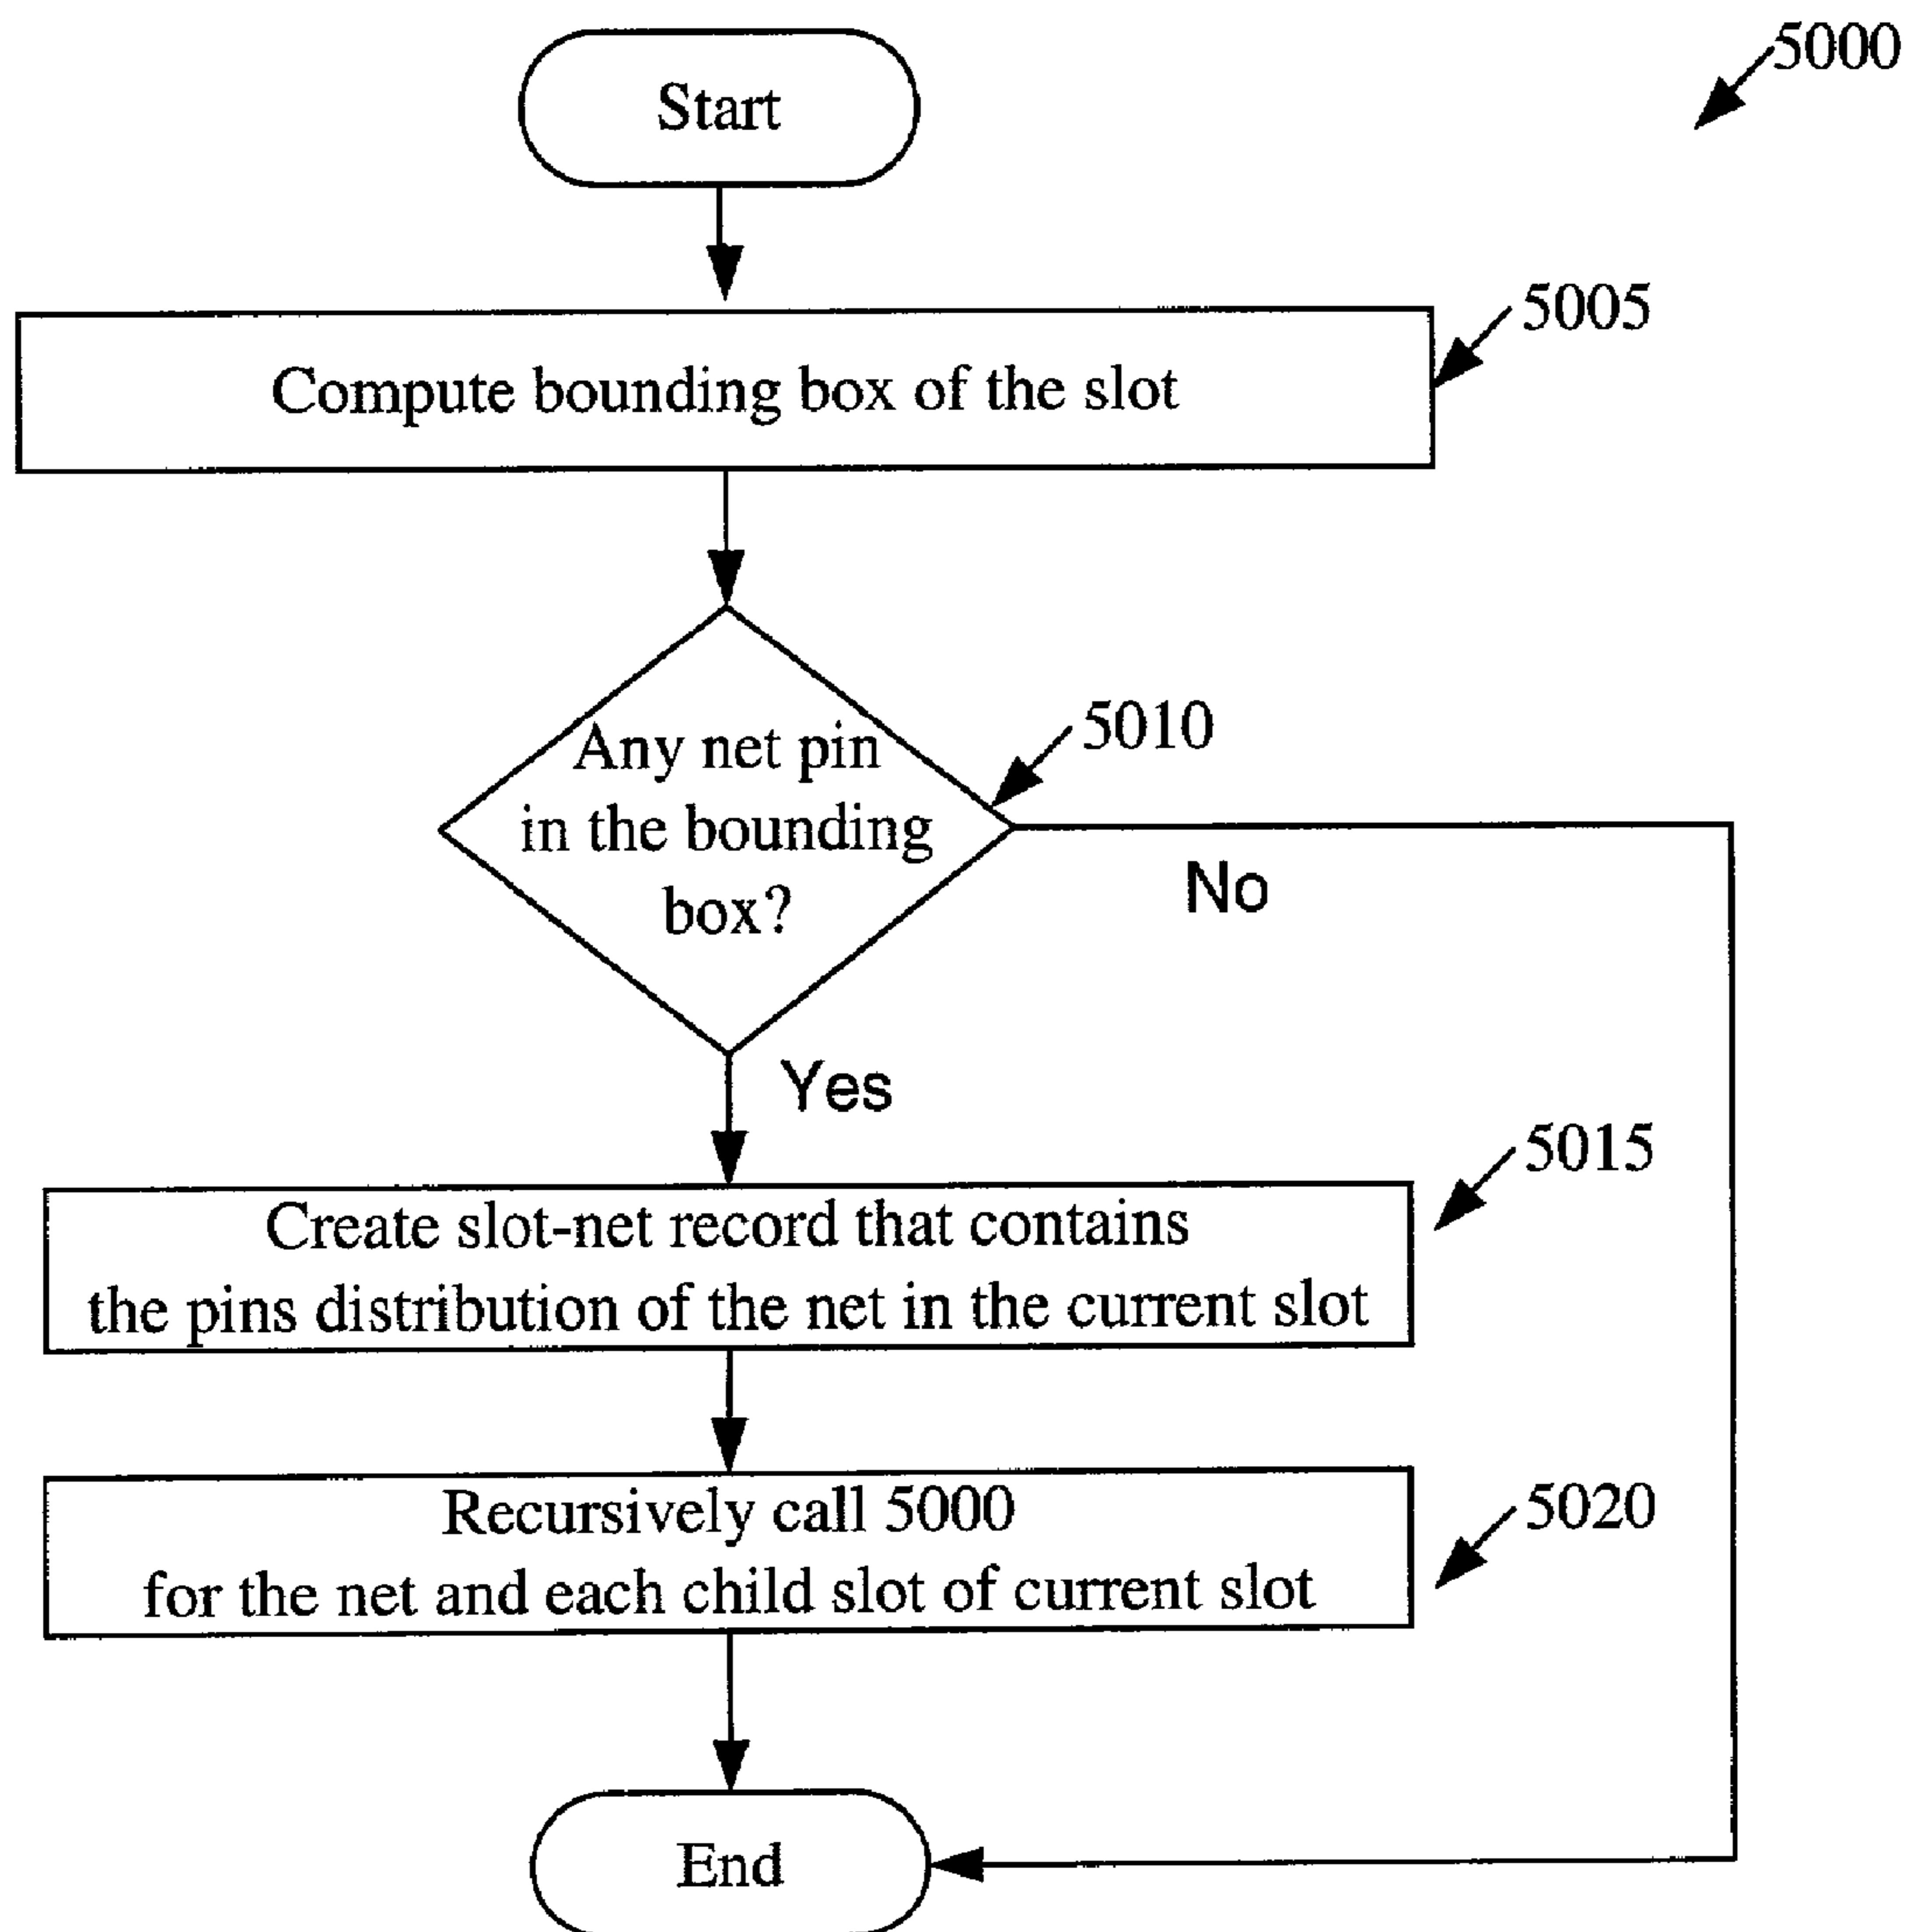 5000
Start
5005
Compute bounding box of the slot
5010
Any net pin
in the bounding
box?
No
Yes
5015
Create slot-net record that contains
the pins distribution of the net in the current slot
5020
Recursively call 5000
for the net and each child slot of current slot
End